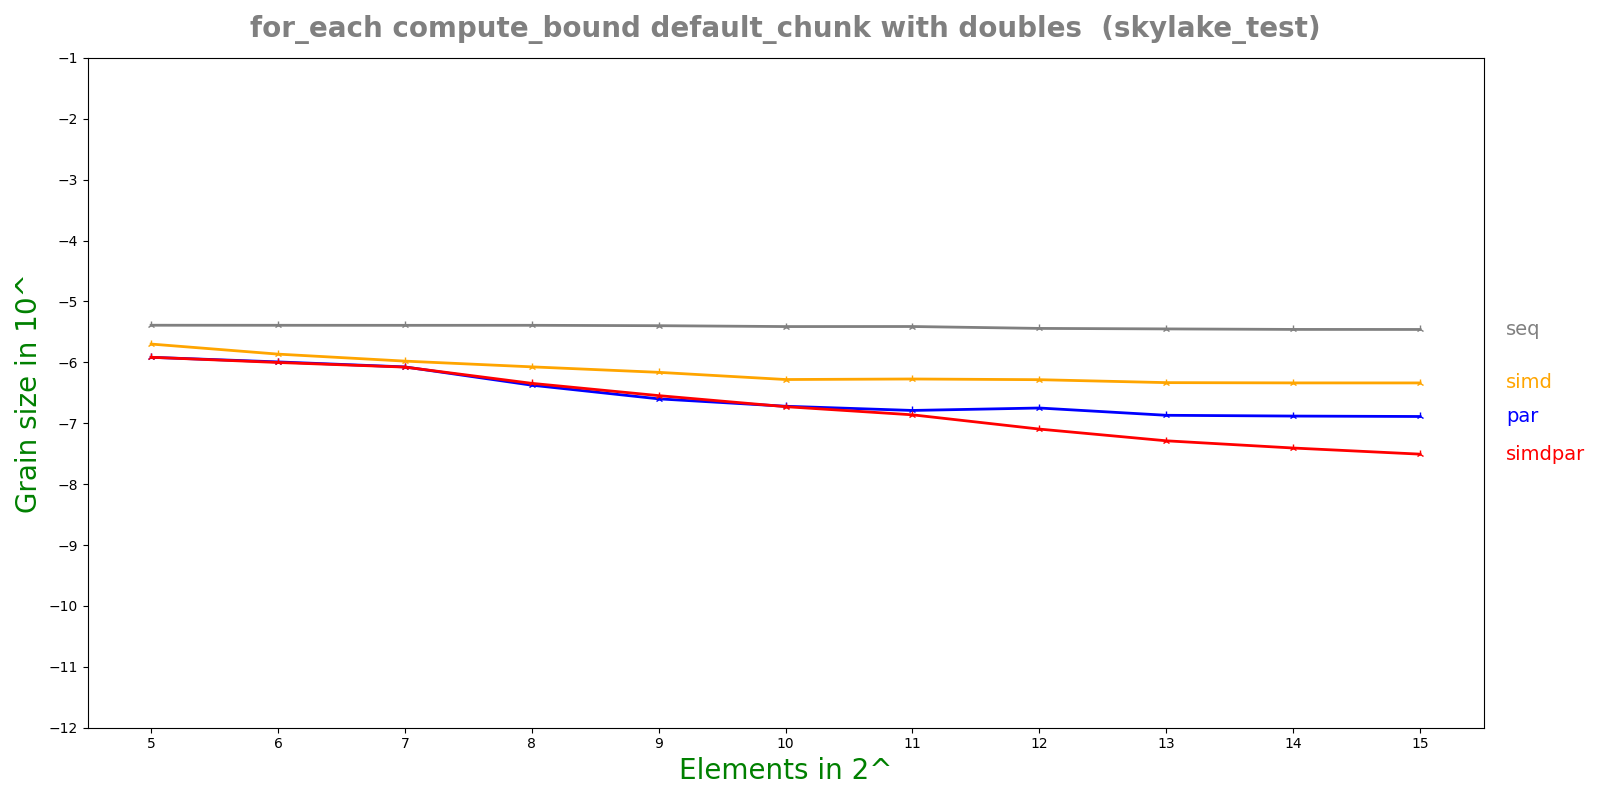 for_each compute_bound default_chunk with doubles (skylake_test)
Grain size in 10^
−1
−2
−3
−4
−5
−6
−7
−8
−9
−10
−11
−12
seq
simd
par
simdpar
5 6 7 8 9 10 11 12 13 14 15
Elements in 2^